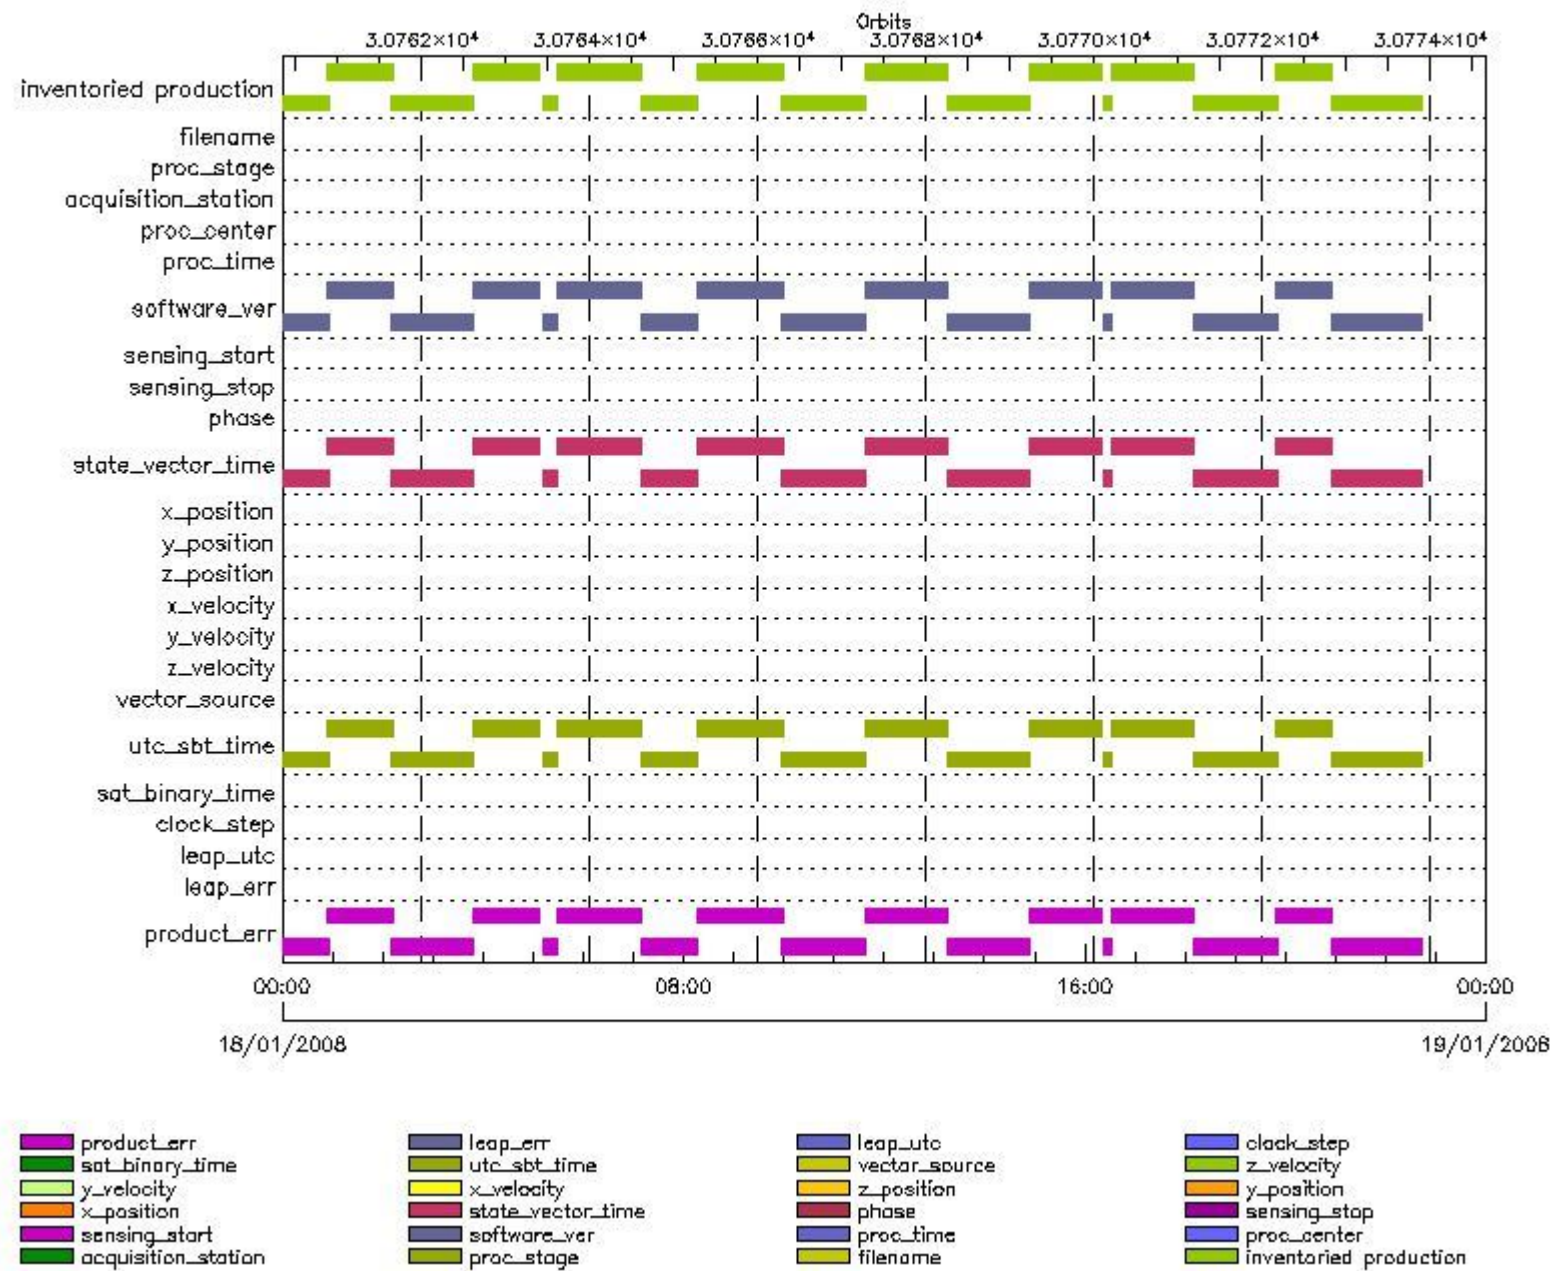 Orbits
3.0762×10⁴ 3.0764×10⁴ 3.0766×10⁴ 3.0768×10⁴ 3.0770×10⁴ 3.0772×10⁴ 3.0774×10⁴
inventoried production
filename
proc_stage
acquisition_station
proc_center
proc_time
software_ver
sensing_start
sensing_stop
phase
state_vector_time
x_position
y_position
z_position
x_velocity
y_velocity
z_velocity
vector_source
utc_sbt_time
sat_binary_time
clock_step
leap_utc
leap_err
product_err
00:00 08:00 16:00 00:00
18/01/2008 19/01/2008
product_err leap_err leap_utc clock_step
sat_binary_time utc_sbt_time vector_source z_velocity
y_velocity x_velocity z_position y_position
x_position state_vector_time phase sensing_stop
sensing_start software_ver proc_time proc_center
acquisition_station proc_stage filename inventoried production